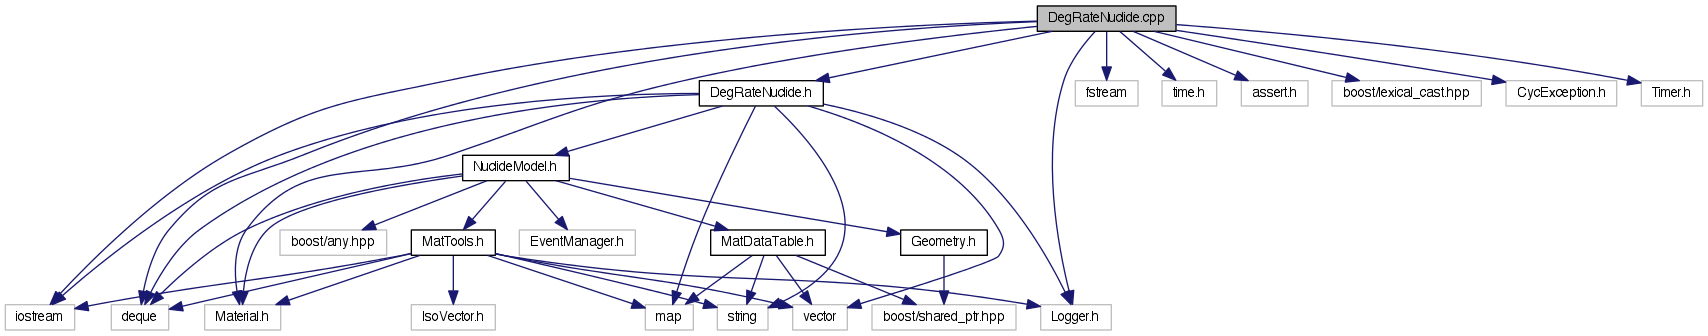 DegRateNuclide.cpp
DegRateNuclide.h
fstream
time.h
assert.h
boost/lexical_cast.hpp
CycException.h
Timer.h
NuclideModel.h
boost/any.hpp
MatTools.h
EventManager.h
MatDataTable.h
Geometry.h
iostream
deque
Material.h
IsoVector.h
map
string
vector
boost/shared_ptr.hpp
Logger.h